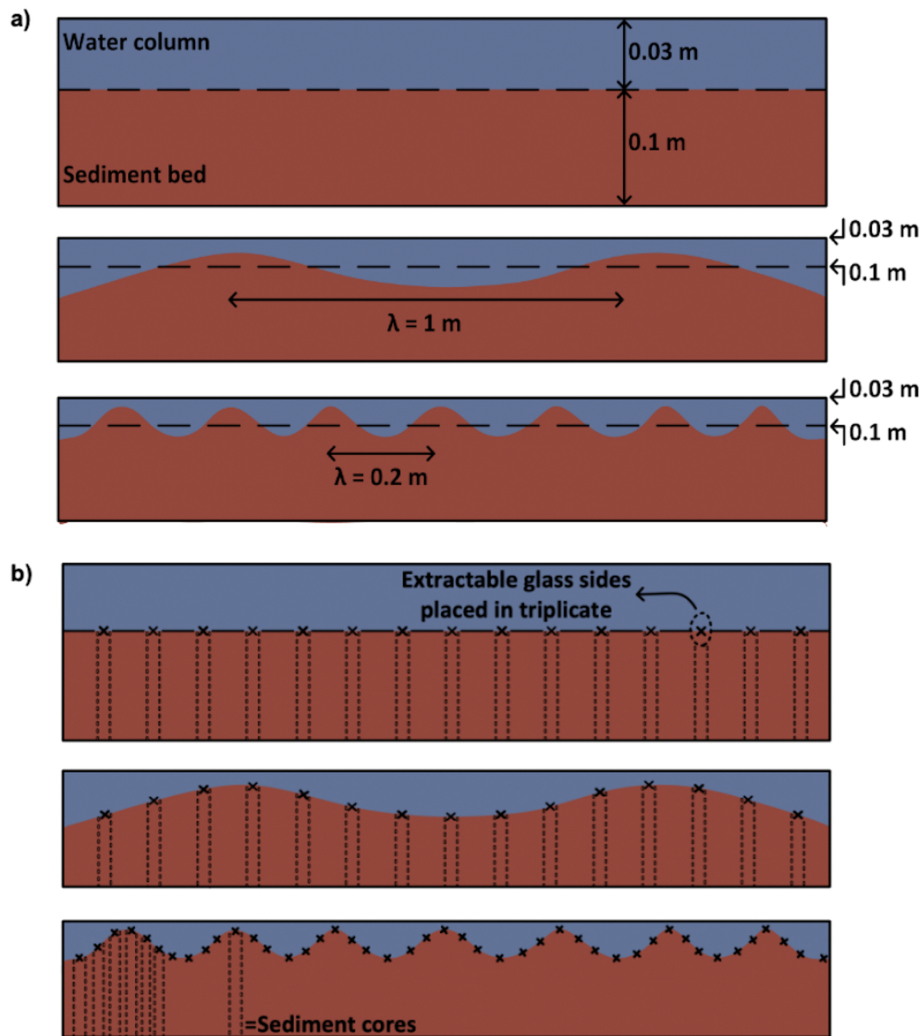 a)
Water column
0.03 m
0.1 m
Sediment bed
0.03 m
0.1 m
λ = 1 m
0.03 m
0.1 m
λ = 0.2 m
b)
Extractable glass sides
placed in triplicate
=Sediment cores